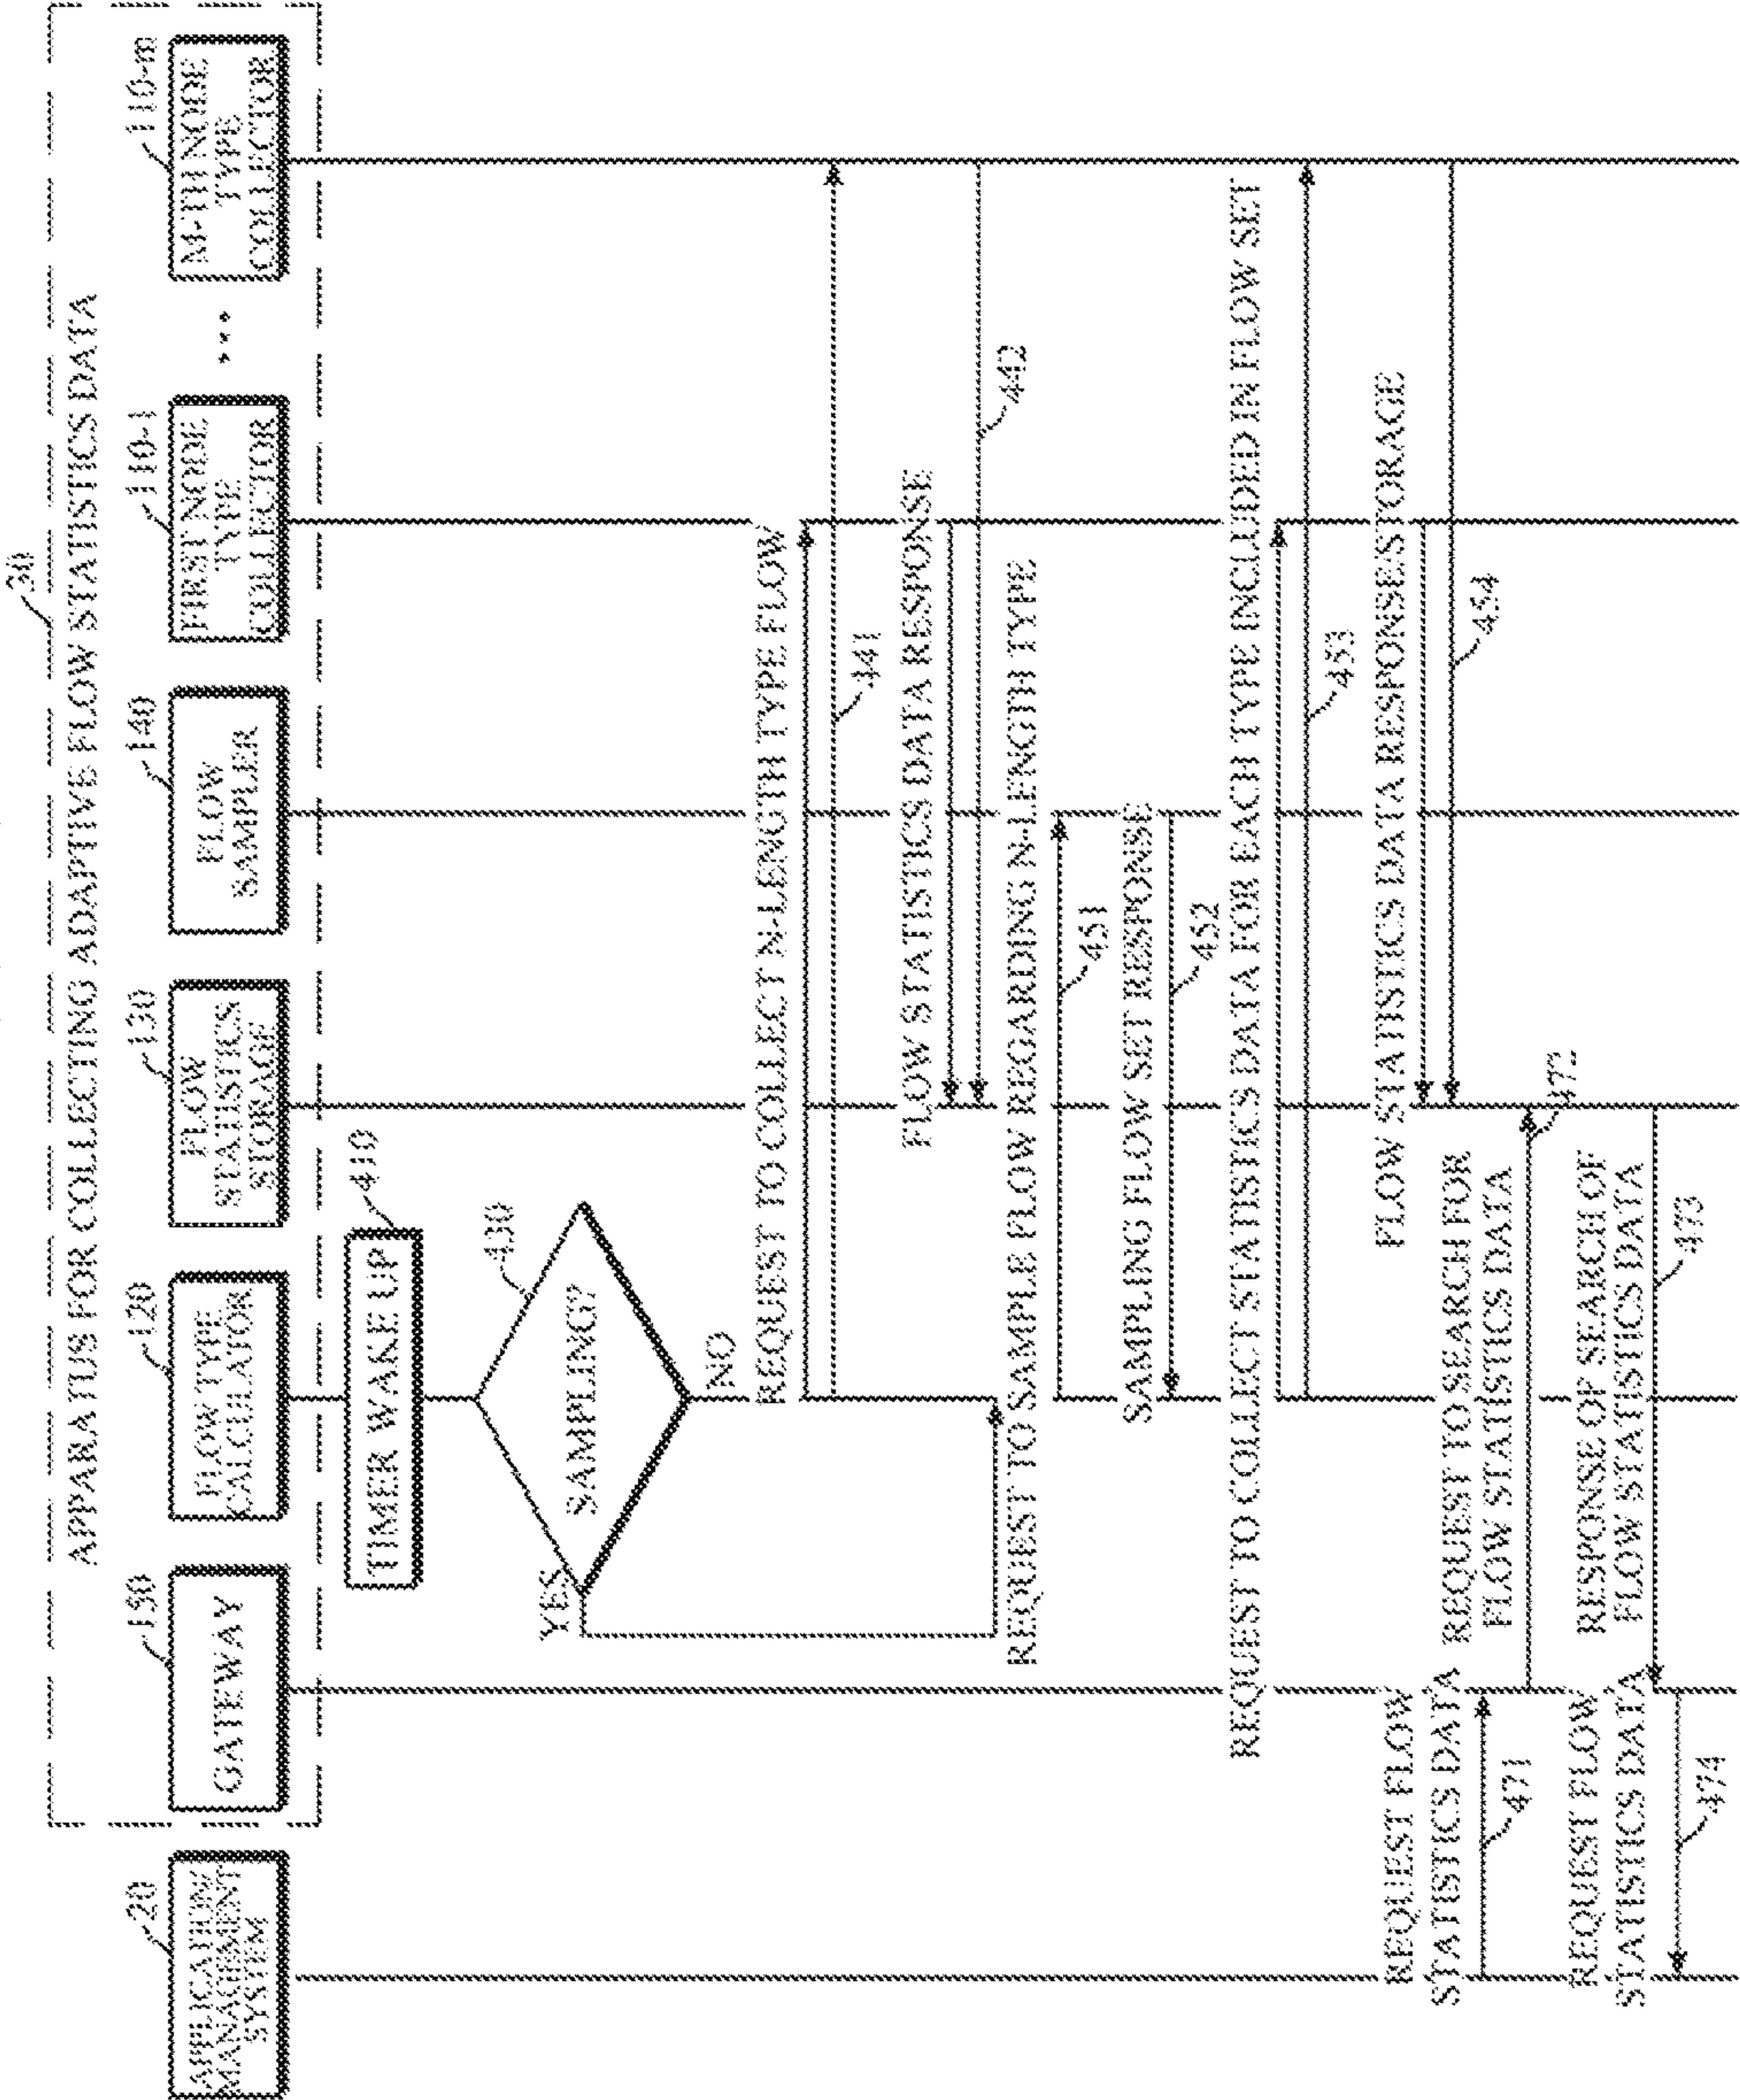 30
APPARATUS FOR COLLECTING ADAPTIVE FLOW STATISTICS DATA
20
150
120
130
140
110-1
110-m
APPLICATION/
MANAGEMENT
SYSTEM
GATEWAY
FLOW TYPE
CALCULATOR
FLOW
STATISTICS
STORAGE
FLOW
SAMPLER
FIRST NODE
TYPE
COLLECTOR
...
M-TH NODE
TYPE
COLLECTOR
TIMER WAKE UP
410
430
SAMPLING?
YES
NO
REQUEST TO COLLECT N-LENGTH TYPE FLOW
441
FLOW STATISTICS DATA RESPONSE
442
REQUEST TO SAMPLE FLOW REGARDING N-LENGTH TYPE
451
SAMPLING FLOW SET RESPONSE
452
REQUEST TO COLLECT STATISTICS DATA FOR EACH TYPE INCLUDED IN FLOW SET
453
FLOW STATISTICS DATA RESPONSE/STORAGE
454
REQUEST FLOW
STATISTICS DATA
471
REQUEST TO SEARCH FOR
FLOW STATISTICS DATA
472
RESPONSE OF SEARCH OF
FLOW STATISTICS DATA
473
REQUEST FLOW
STATISTICS DATA
474